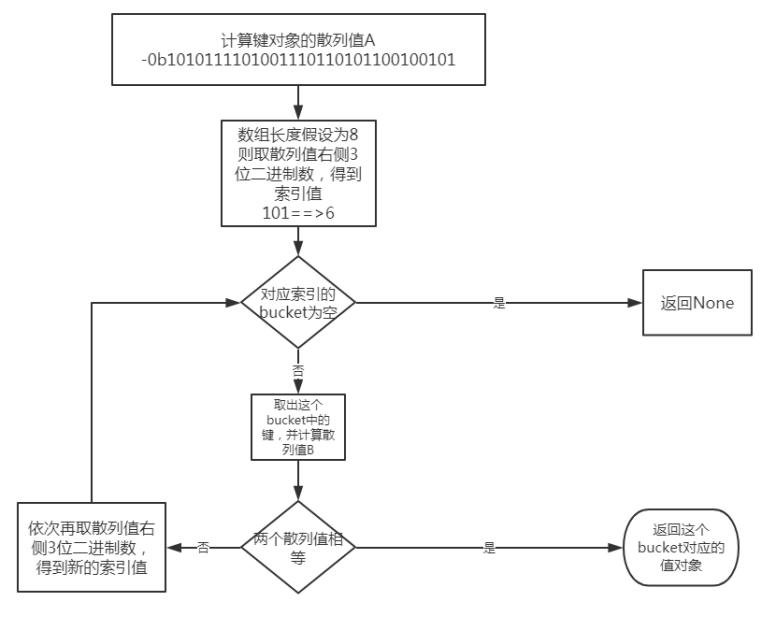 计算键对象的散列值A
-0b1010111101001110110101100100101
数组长度假设为8
则取散列值右侧3
位二进制数，得到
索引值
101==>6
对应索引的
bucket为空
是
返回None
否
取出这个
bucket中的
键，并计算散
列值B
两个散列值相
等
否
依次再取散列值右
侧3位二进制数，
得到新的索引值
是
返回这个
bucket对应的
值对象